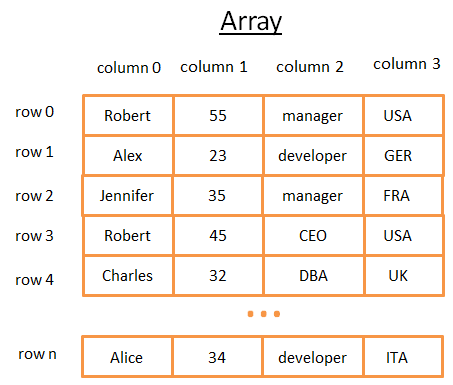 Array
column 0 column 1 column 2 column 3
row 0 Robert 55 manager USA
row 1 Alex 23 developer GER
row 2 Jennifer 35 manager FRA
row 3 Robert 45 CEO USA
row 4 Charles 32 DBA UK
...
row n Alice 34 developer ITA